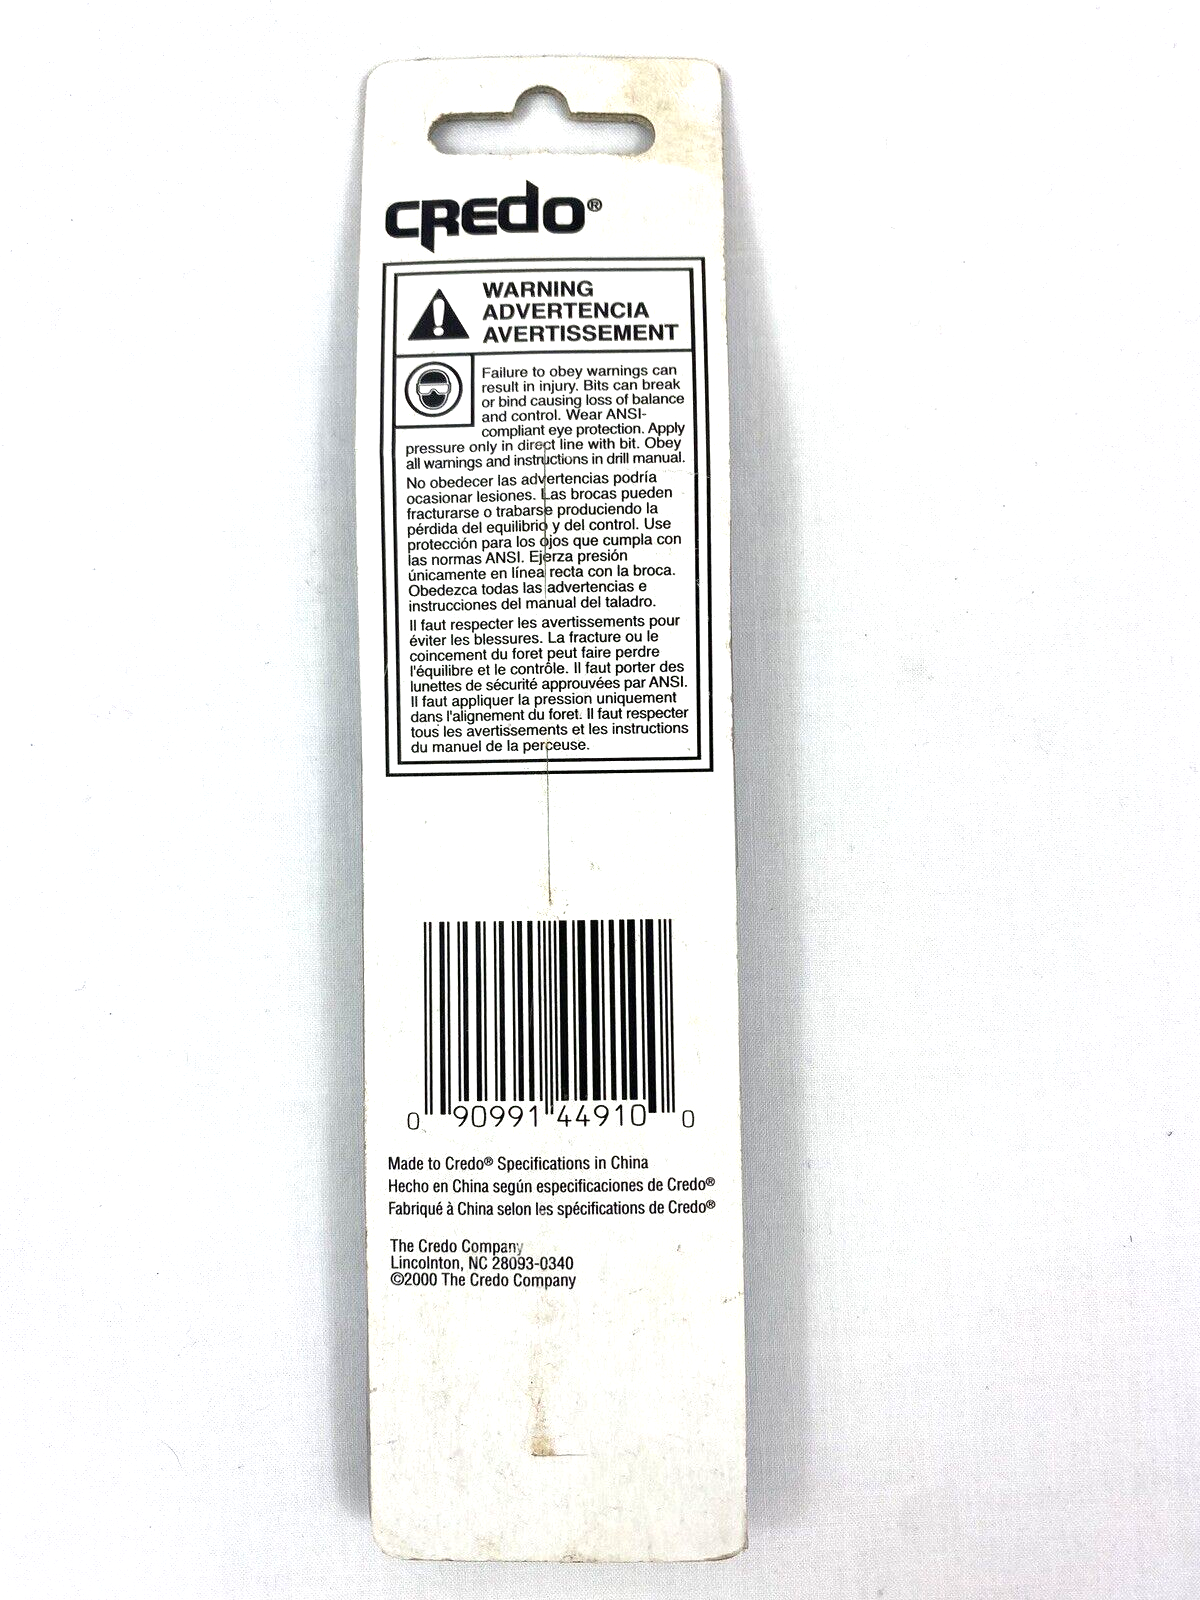 CREDO®
WARNING
ADVERTENCIA
AVERTISSEMENT
Failure to obey warnings can
result in injury. Bits can break
or bind causing loss of balance
and control. Wear ANSI-
compliant eye protection. Apply
pressure only in direct line with bit. Obey
all warnings and instructions in drill manual.
No obedecer las advertencias podría
ocasionar lesiones. Las brocas pueden
fracturarse o trabarse produciendo la
pérdida del equilibrio y del control. Use
protección para los ojos que cumpla con
las normas ANSI. Ejerza presión
únicamente en línea recta con la broca.
Obedezca todas las advertencias e
instrucciones del manual del taladro.
Il faut respecter les avertissements pour
éviter les blessures. La fracture ou le
coincement du foret peut faire perdre
l'équilibre et le contrôle. Il faut porter des
lunettes de sécurité approuvées par ANSI.
Il faut appliquer la pression uniquement
dans l'alignement du foret. Il faut respecter
tous les avertissements et les instructions
du manuel de la perceuse.
0 90991 44910 0
Made to Credo® Specifications in China
Hecho en China según especificaciones de Credo®
Fabriqué à China selon les spécifications de Credo®
The Credo Company
Lincolnton, NC 28093-0340
©2000 The Credo Company